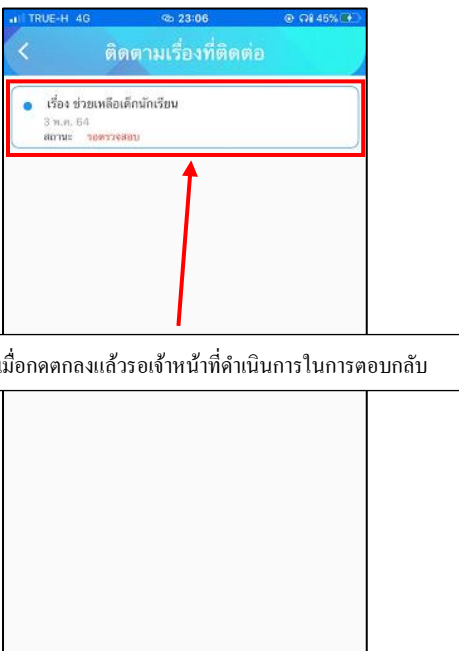 TRUE-H 4G 23:06 45%
ติดตามเรื่องที่ติดต่อ
เรื่อง ช่วยเหลือเด็กนักเรียน
3 พ.ค. 64
สถานะ รอตรวจสอบ
เมื่อกดตกลงแล้วรอเจ้าหน้าที่ดำเนินการในการตอบกลับ